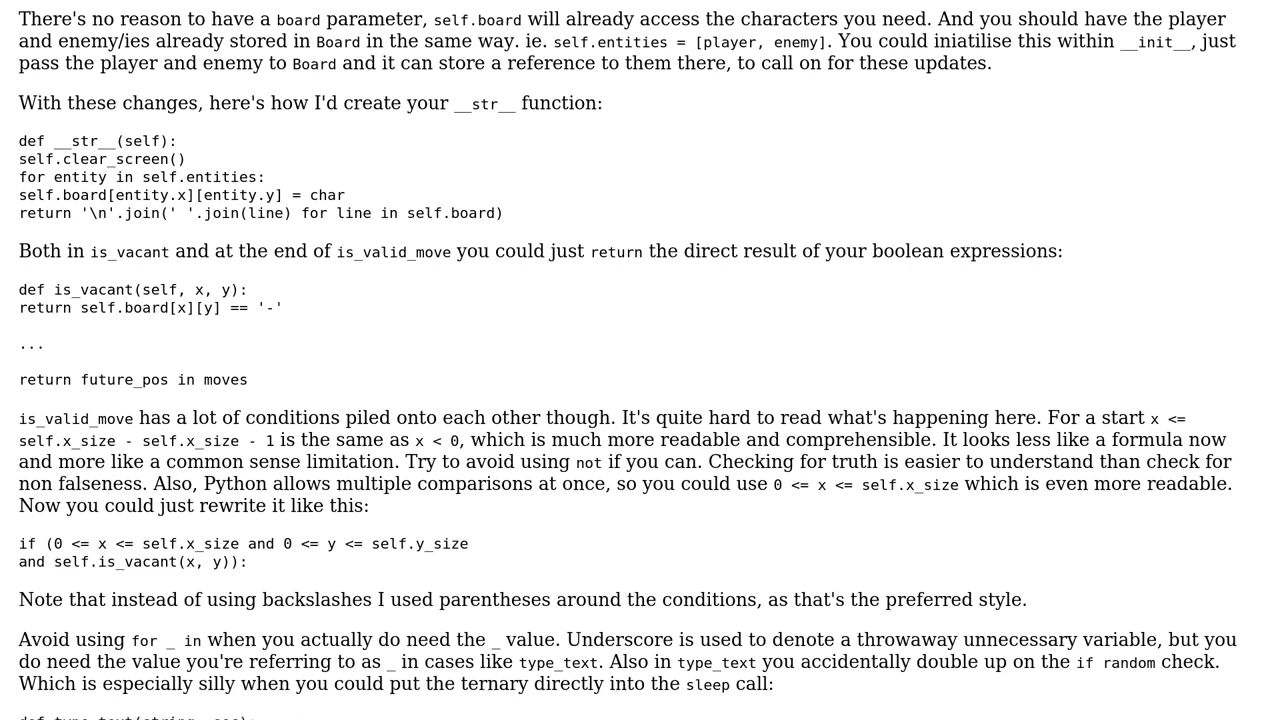 There's no reason to have a board parameter, self.board will already access the characters you need. And you should have the player
and enemy/ies already stored in Board in the same way. ie. self.entities = [player, enemy]. You could iniatilise this within __init__, just
pass the player and enemy to Board and it can store a reference to them there, to call on for these updates.
With these changes, here's how I'd create your __str__ function:
def __str__(self):
self.clear_screen()
for entity in self.entities:
self.board[entity.x][entity.y] = char
return '\n'.join(' '.join(line) for line in self.board)
Both in is_vacant and at the end of is_valid_move you could just return the direct result of your boolean expressions:
def is_vacant(self, x, y):
return self.board[x][y] == '-'
...
return future_pos in moves
is_valid_move has a lot of conditions piled onto each other though. It's quite hard to read what's happening here. For a start x <=
self.x_size - self.x_size - 1 is the same as x < 0, which is much more readable and comprehensible. It looks less like a formula now
and more like a common sense limitation. Try to avoid using not if you can. Checking for truth is easier to understand than check for
non falseness. Also, Python allows multiple comparisons at once, so you could use 0 <= x <= self.x_size which is even more readable.
Now you could just rewrite it like this:
if (0 <= x <= self.x_size and 0 <= y <= self.y_size
and self.is_vacant(x, y)):
Note that instead of using backslashes I used parentheses around the conditions, as that's the preferred style.
Avoid using for _ in when you actually do need the _ value. Underscore is used to denote a throwaway unnecessary variable, but you
do need the value you're referring to as _ in cases like type_text. Also in type_text you accidentally double up on the if random check.
Which is especially silly when you could put the ternary directly into the sleep call: